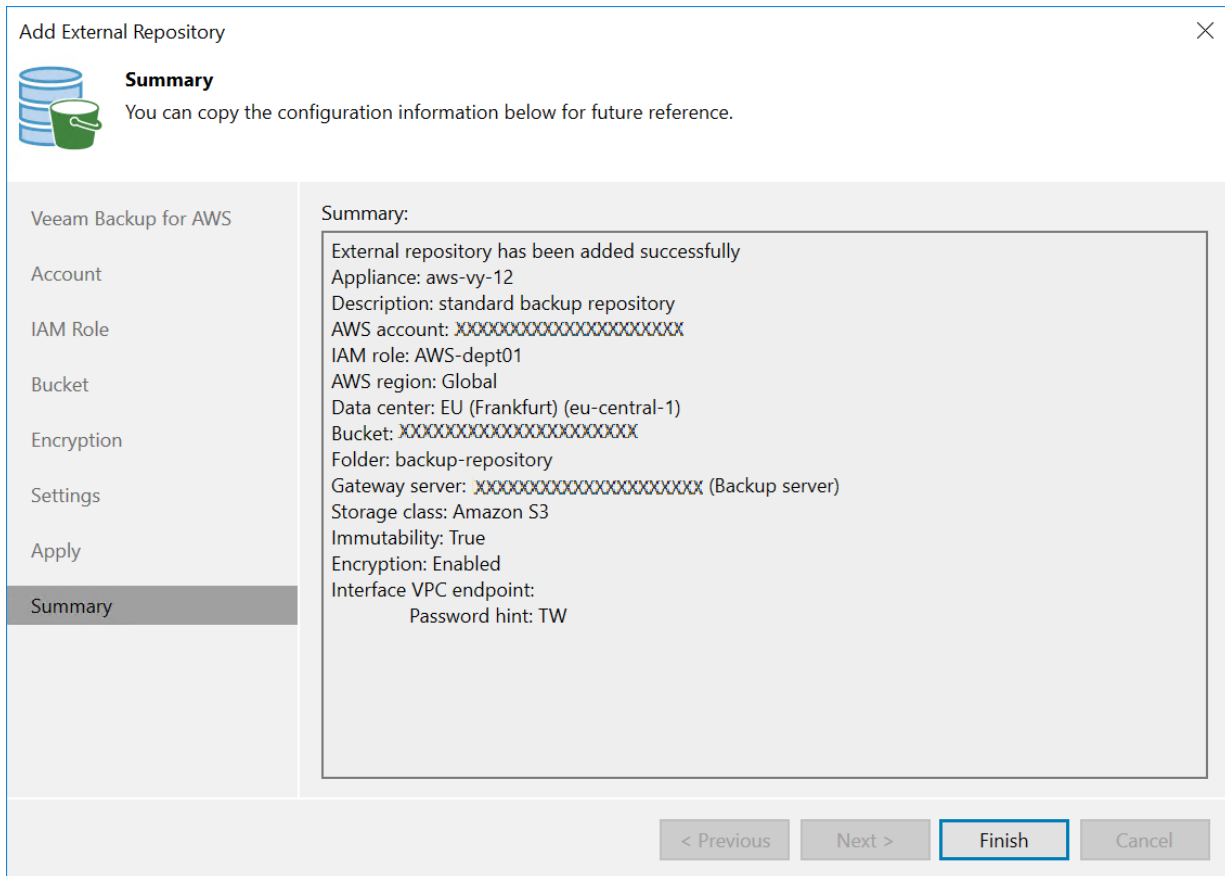 Add External Repository
Summary
You can copy the configuration information below for future reference.
Veeam Backup for AWS
Account
IAM Role
Bucket
Encryption
Settings
Apply
Summary
Summary:
External repository has been added successfully
Appliance: aws-vy-12
Description: standard backup repository
AWS account: XXXXXXXXXXXXXXXXXXXXX
IAM role: AWS-dept01
AWS region: Global
Data center: EU (Frankfurt) (eu-central-1)
Bucket: XXXXXXXXXXXXXXXXXXXXX
Folder: backup-repository
Gateway server: XXXXXXXXXXXXXXXXXXXXX (Backup server)
Storage class: Amazon S3
Immutability: True
Encryption: Enabled
Interface VPC endpoint:
Password hint: TW
< Previous
Next >
Finish
Cancel